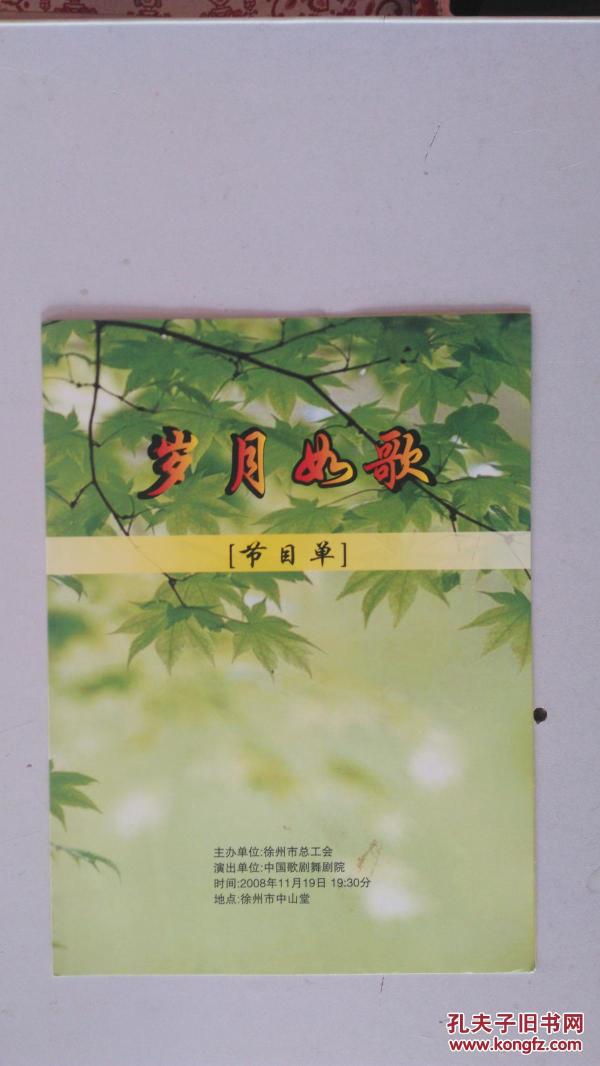 岁月如歌
[节目单]
主办单位:徐州市总工会
演出单位:中国歌剧舞剧院
时间:2008年11月19日 19:30分
地点:徐州市中山堂
孔夫子旧书网
www.kongfz.com